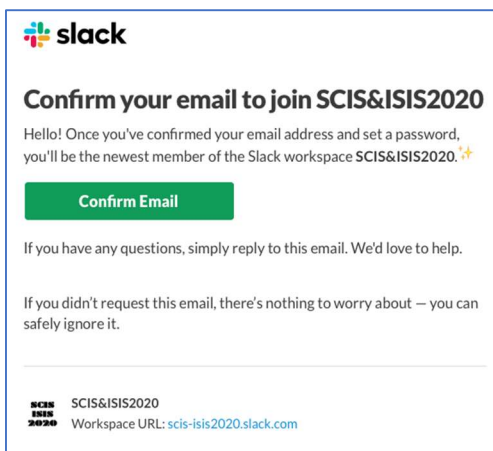 slack
Confirm your email to join SCIS&ISIS2020
Hello! Once you've confirmed your email address and set a password,
you'll be the newest member of the Slack workspace SCIS&ISIS2020.✨
Confirm Email
If you have any questions, simply reply to this email. We'd love to help.
If you didn't request this email, there's nothing to worry about — you can
safely ignore it.
SCIS
ISIS
2020
SCIS&ISIS2020
Workspace URL: scis-isis2020.slack.com